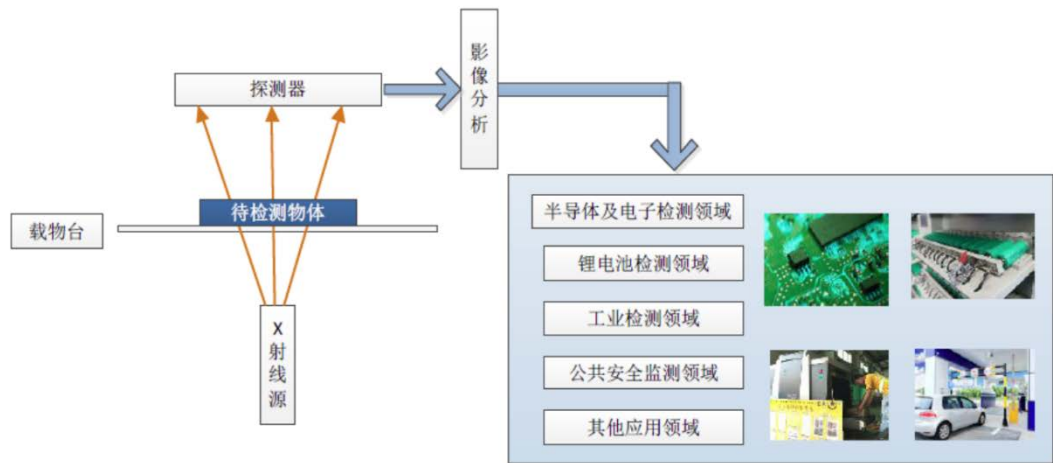 探测器
影像分析
待检测物体
载物台
X射线源
半导体及电子检测领域
锂电池检测领域
工业检测领域
公共安全监测领域
其他应用领域